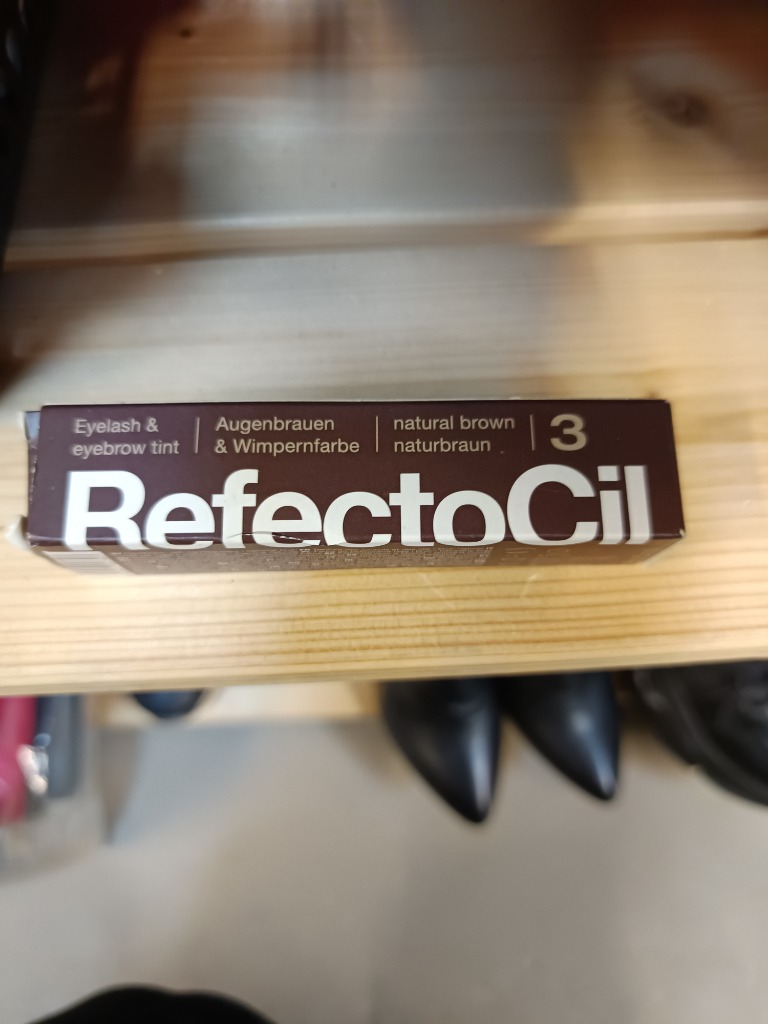 Eyelash &
eyebrow tint
Augenbrauen
& Wimpernfarbe
natural brown
naturbraun
3
RefectoCil